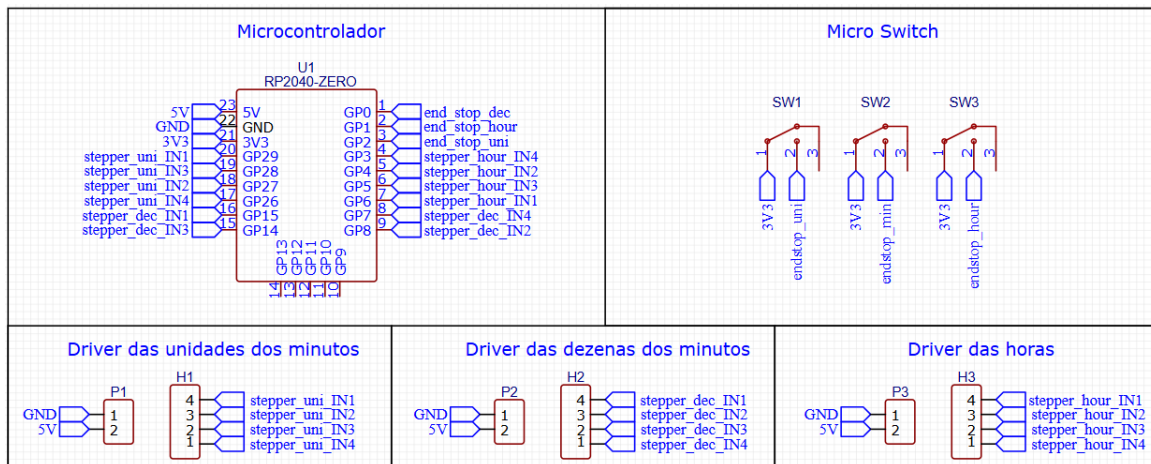 Microcontrolador
U1
RP2040-ZERO
5V 23 5V
GND 22 GND
3V3 21 3V3
stepper_uni_IN1 20 GP29
stepper_uni_IN3 19 GP28
stepper_uni_IN2 18 GP27
stepper_uni_IN4 17 GP26
stepper_dec_IN1 16 GP15
stepper_dec_IN3 15 GP14
GP0 1 end_stop_dec
GP1 2 end_stop_hour
GP2 3 end_stop_uni
GP3 4 stepper_hour_IN4
GP4 5 stepper_hour_IN2
GP5 6 stepper_hour_IN3
GP6 7 stepper_hour_IN1
GP7 8 stepper_dec_IN4
GP8 9 stepper_dec_IN2
GP13 GP12 GP11 GP10 GP9
14 13 12 11 10
Micro Switch
SW1 SW2 SW3
1 2 3 1 2 3 1 2 3
3V3 endstop_uni 3V3 endstop_min 3V3 endstop_hour
Driver das unidades dos minutos
P1
GND 1
5V 2
H1
4 stepper_uni_IN1
3 stepper_uni_IN2
2 stepper_uni_IN3
1 stepper_uni_IN4
Driver das dezenas dos minutos
P2
GND 1
5V 2
H2
4 stepper_dec_IN1
3 stepper_dec_IN2
2 stepper_dec_IN3
1 stepper_dec_IN4
Driver das horas
P3
GND 1
5V 2
H3
4 stepper_hour_IN1
3 stepper_hour_IN2
2 stepper_hour_IN3
1 stepper_hour_IN4